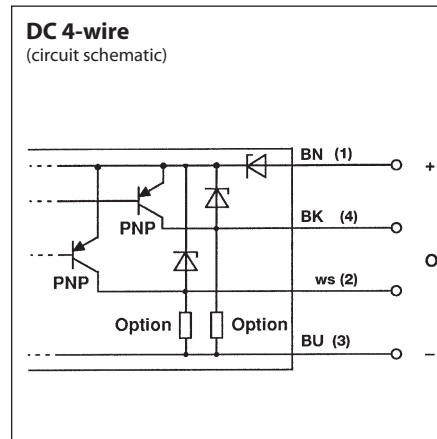 DC 4-wire
(circuit schematic)
BN (1)
+
BK (4)
PNP
O
ws (2)
PNP
Option
Option
BU (3)
–